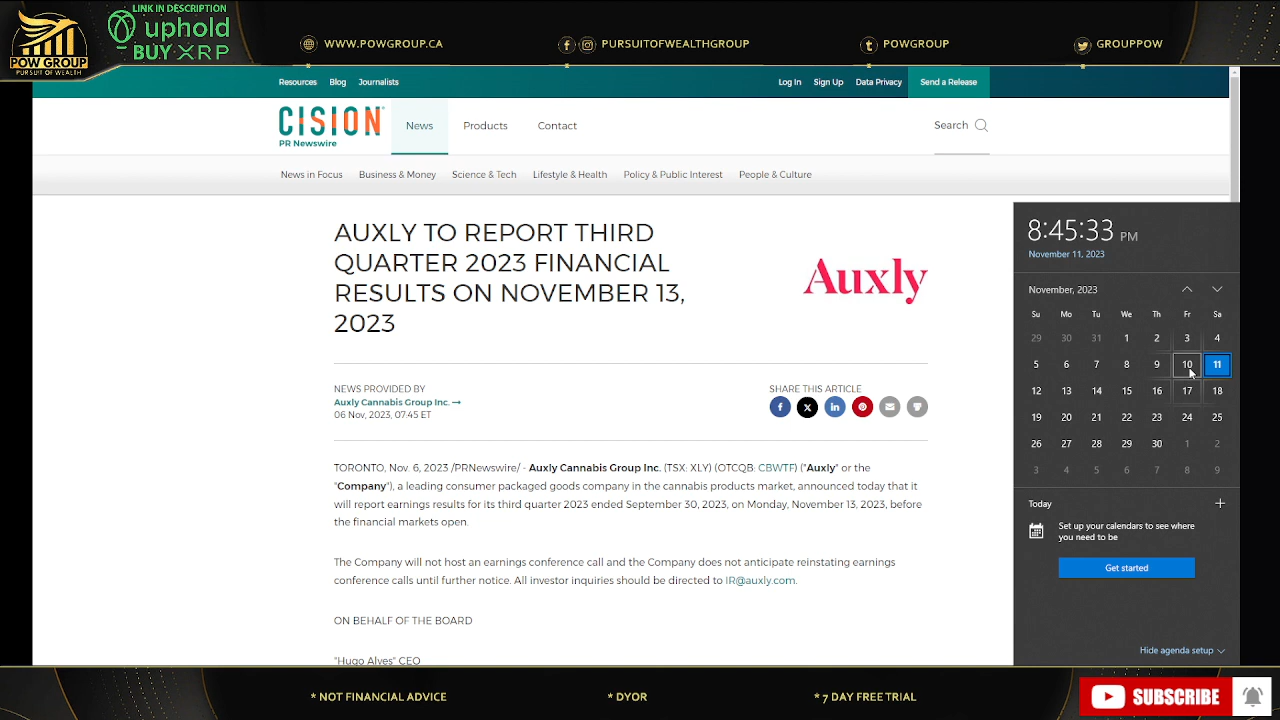 POW GROUP
PURSUIT OF WEALTH
LINK IN DESCRIPTION
uphold
BUY XRP
WWW.POWGROUP.CA
PURSUITOFWEALTHGROUP
POWGROUP
GROUPPOW
Resources Blog Journalists
Log In Sign Up Data Privacy Send a Release
CISION
PR Newswire
News Products Contact
Search
News in Focus Business & Money Science & Tech Lifestyle & Health Policy & Public Interest People & Culture
AUXLY TO REPORT THIRD
QUARTER 2023 FINANCIAL
RESULTS ON NOVEMBER 13,
2023
Auxly
NEWS PROVIDED BY
Auxly Cannabis Group Inc. →
06 Nov, 2023, 07:45 ET
SHARE THIS ARTICLE
TORONTO, Nov. 6, 2023 /PRNewswire/ - Auxly Cannabis Group Inc. (TSX: XLY) (OTCQB: CBWTF) ("Auxly" or the
"Company"), a leading consumer packaged goods company in the cannabis products market, announced today that it
will report earnings results for its third quarter 2023 ended September 30, 2023, on Monday, November 13, 2023, before
the financial markets open.
The Company will not host an earnings conference call and the Company does not anticipate reinstating earnings
conference calls until further notice. All investor inquiries should be directed to IR@auxly.com.
ON BEHALF OF THE BOARD
"Hugo Alves" CEO
8:45:33 PM
November 11, 2023
November, 2023
Su Mo Tu We Th Fr Sa
29 30 31 1 2 3 4
5 6 7 8 9 10 11
12 13 14 15 16 17 18
19 20 21 22 23 24 25
26 27 28 29 30 1 2
3 4 5 6 7 8 9
Today
Set up your calendars to see where
you need to be
Get started
Hide agenda setup
* NOT FINANCIAL ADVICE
* DYOR
* 7 DAY FREE TRIAL
SUBSCRIBE